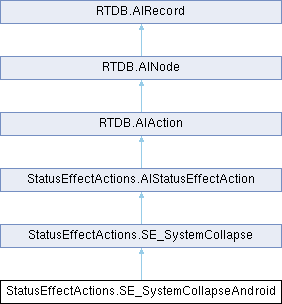 RTDB.AIRecord
RTDB.AINode
RTDB.AIAction
StatusEffectActions.AIStatusEffectAction
StatusEffectActions.SE_SystemCollapse
StatusEffectActions.SE_SystemCollapseAndroid